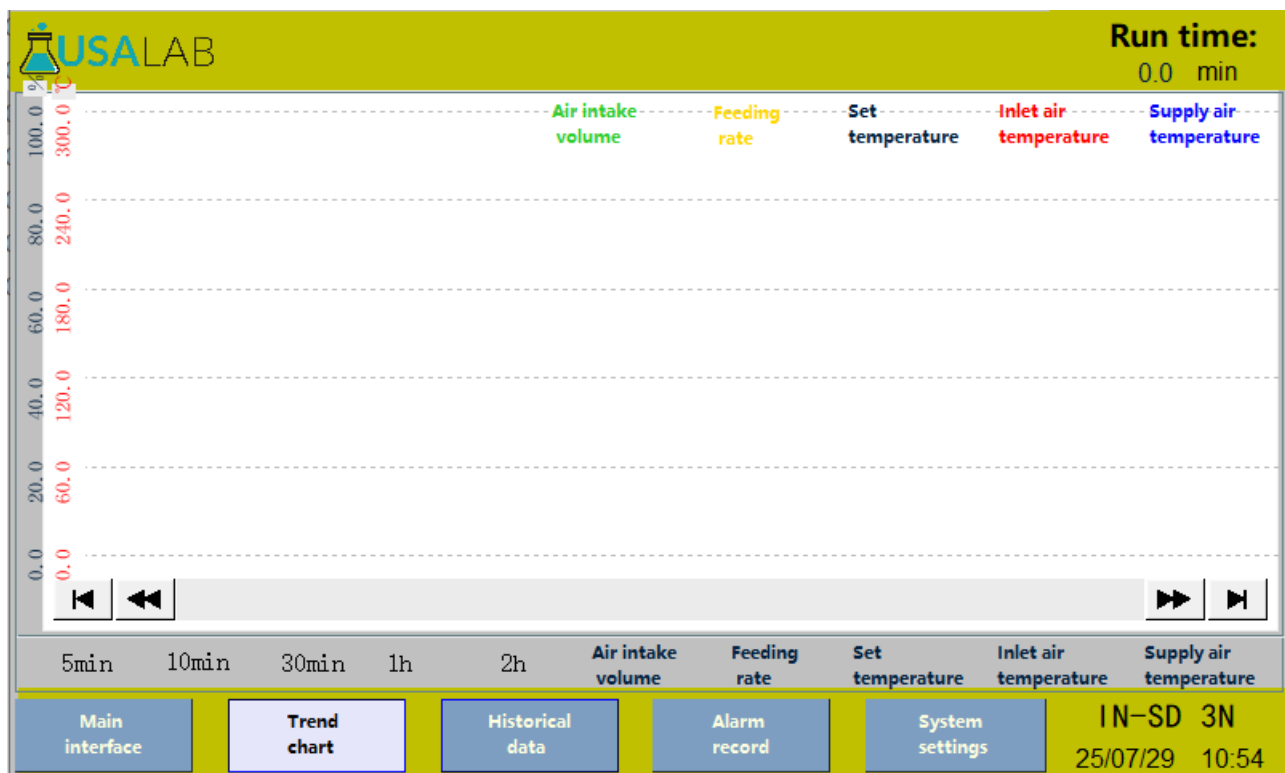 USALAB
Run time:
0.0 min
% ℃
100.0 300.0
80.0 240.0
60.0 180.0
40.0 120.0
20.0 60.0
0.0 0.0
Air intake
volume
Feeding
rate
Set
temperature
Inlet air
temperature
Supply air
temperature
5min 10min 30min 1h 2h
Air intake
volume
Feeding
rate
Set
temperature
Inlet air
temperature
Supply air
temperature
Main
interface
Trend
chart
Historical
data
Alarm
record
System
settings
IN-SD 3N
25/07/29 10:54